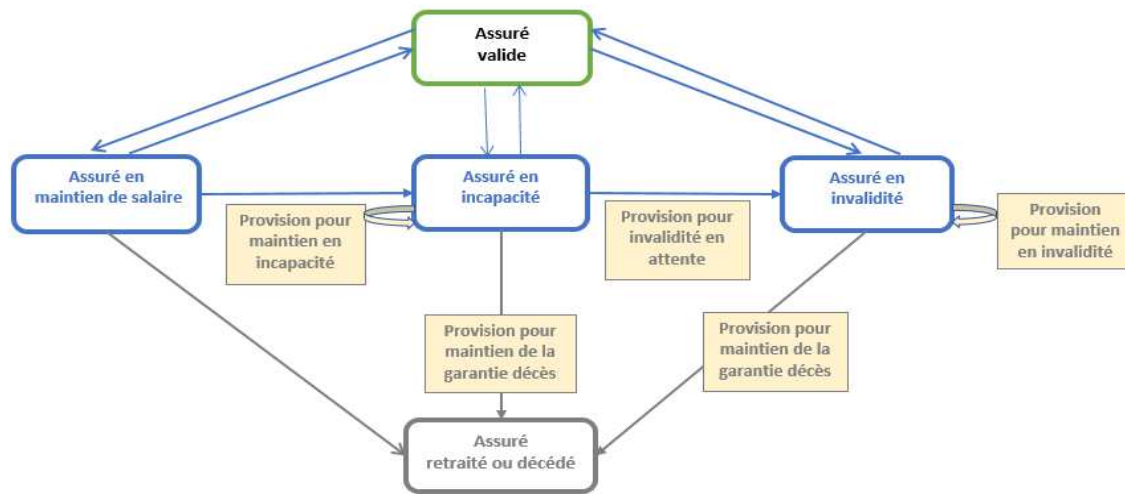 Assuré
valide
Assuré en
maintien de salaire
Assuré en
incapacité
Assuré en
invalidité
Provision pour
maintien en
incapacité
Provision pour
invalidité en
attente
Provision
pour maintien
en invalidité
Provision pour
maintien de la
garantie décès
Provision pour
maintien de la
garantie décès
Assuré
retraité ou décédé